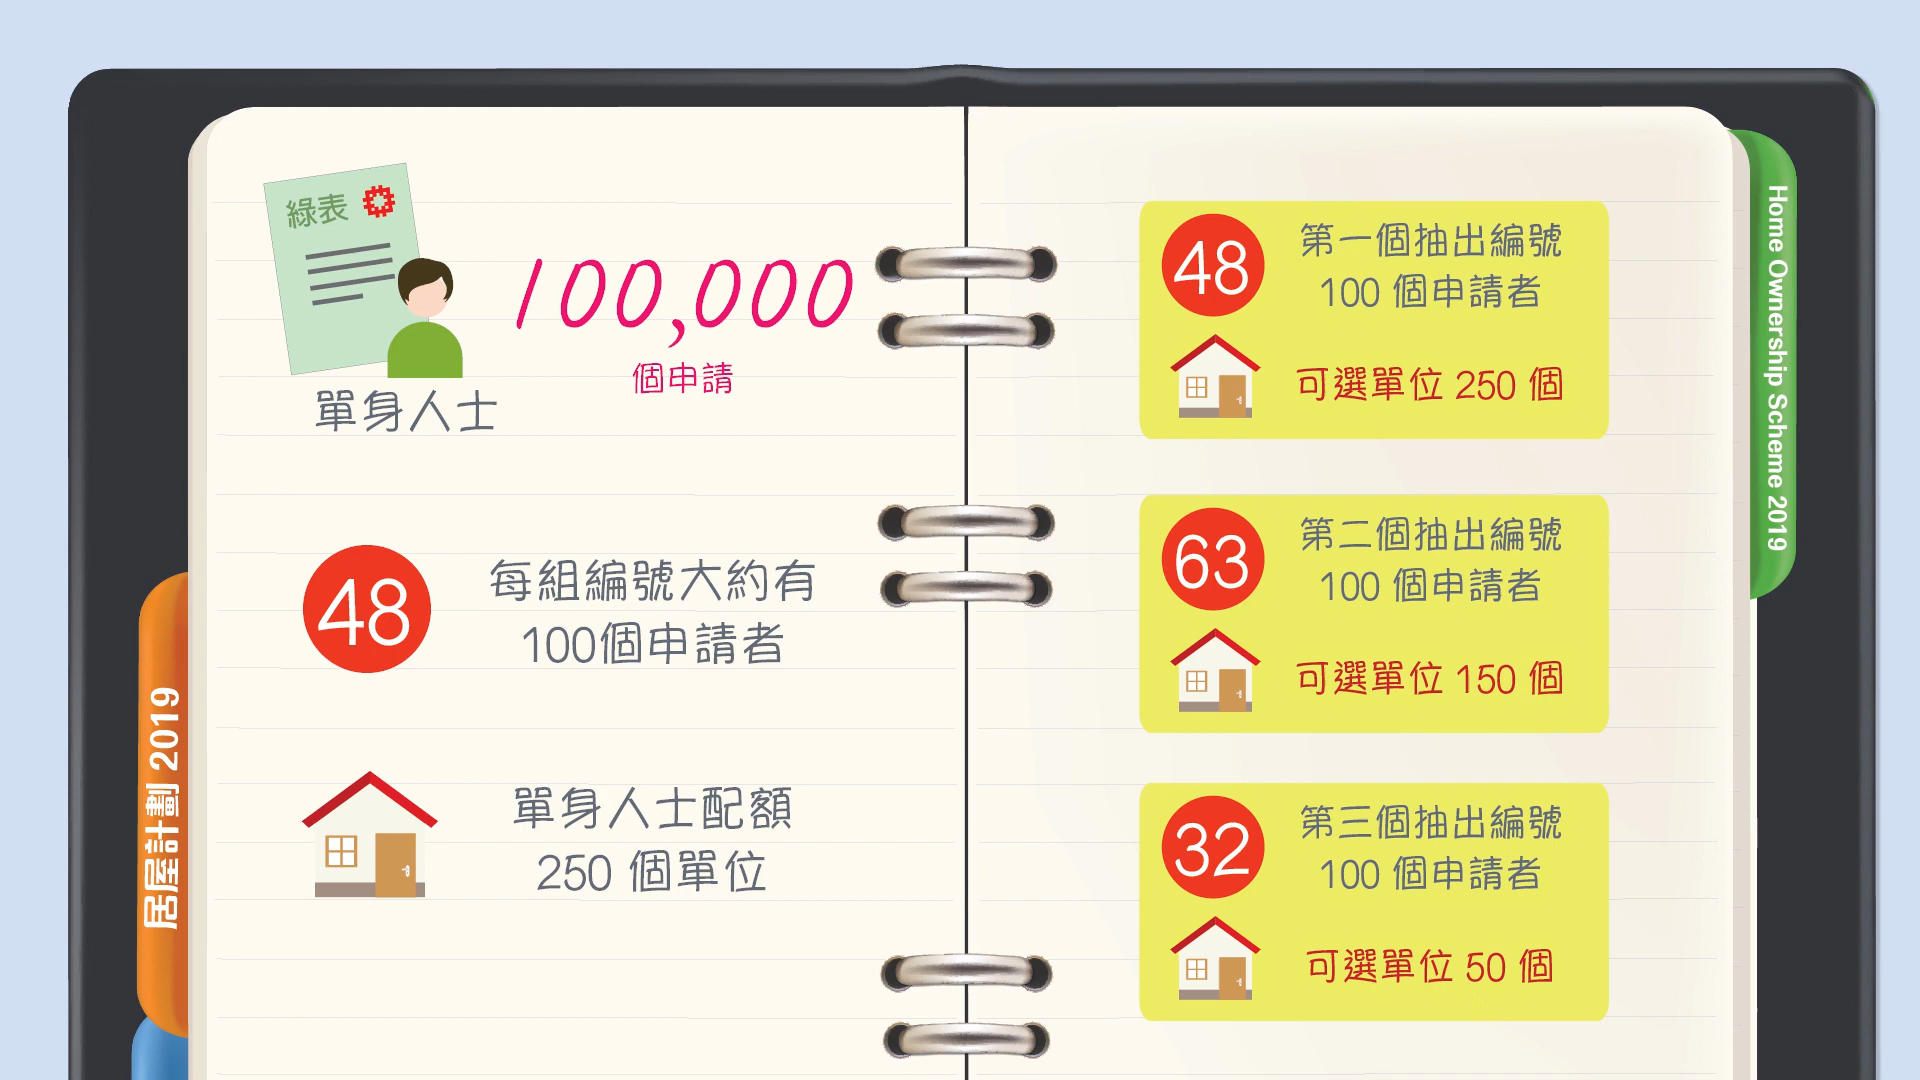 綠表
單身人士
100,000
個申請
48
每組編號大約有
100個申請者
單身人士配額
250 個單位
居屋計劃 2019
48
第一個抽出編號
100 個申請者
可選單位 250 個
63
第二個抽出編號
100 個申請者
可選單位 150 個
32
第三個抽出編號
100 個申請者
可選單位 50 個
Home Ownership Scheme 2019